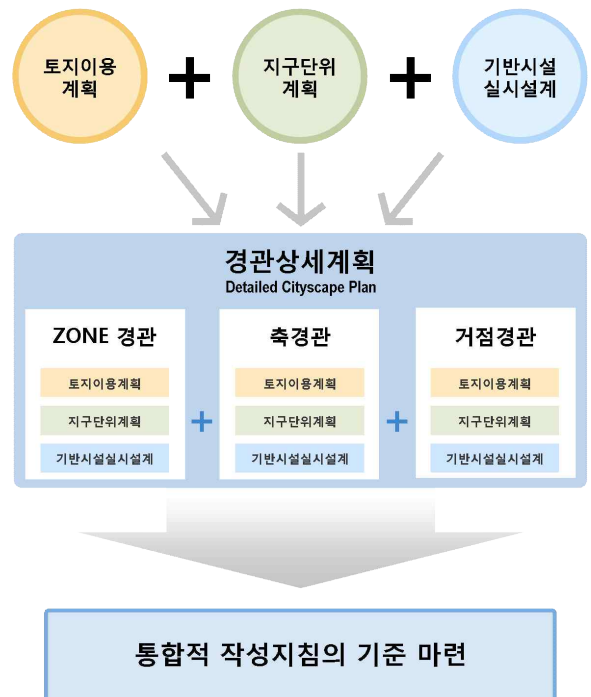 토지이용
계획
지구단위
계획
기반시설
실시설계
경관상세계획
Detailed Cityscape Plan
ZONE 경관
토지이용계획
지구단위계획
기반시설실시설계
축경관
토지이용계획
지구단위계획
기반시설실시설계
거점경관
토지이용계획
지구단위계획
기반시설실시설계
통합적 작성지침의 기준 마련